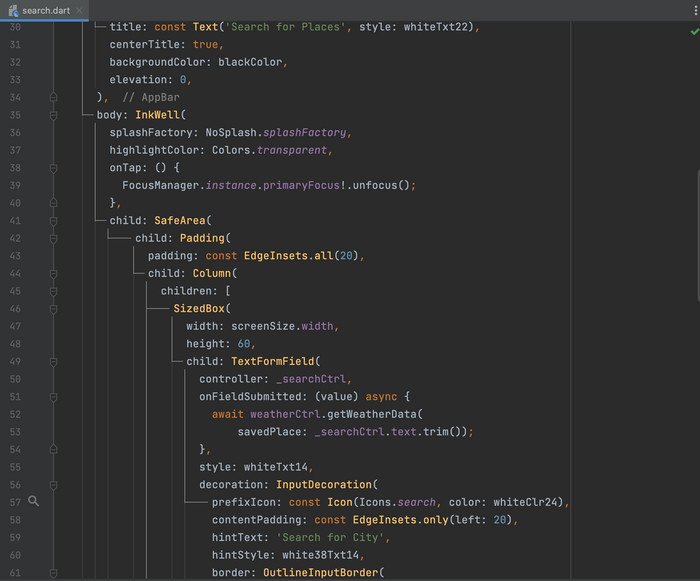 search.dart
30 title: const Text('Search for Places', style: whiteTxt22),
31 centerTitle: true,
32 backgroundColor: blackColor,
33 elevation: 0,
34 ), // AppBar
35 body: InkWell(
36 splashFactory: NoSplash.splashFactory,
37 highlightColor: Colors.transparent,
38 onTap: () {
39 FocusManager.instance.primaryFocus!.unfocus();
40 },
41 child: SafeArea(
42 child: Padding(
43 padding: const EdgeInsets.all(20),
44 child: Column(
45 children: [
46 SizedBox(
47 width: screenSize.width,
48 height: 60,
49 child: TextFormField(
50 controller: _searchCtrl,
51 onFieldSubmitted: (value) async {
52 await weatherCtrl.getWeatherData(
53 savedPlace: _searchCtrl.text.trim());
54 },
55 style: whiteTxt14,
56 decoration: InputDecoration(
57 prefixIcon: const Icon(Icons.search, color: whiteClr24),
58 contentPadding: const EdgeInsets.only(left: 20),
59 hintText: 'Search for City',
60 hintStyle: white38Txt14,
61 border: OutlineInputBorder(